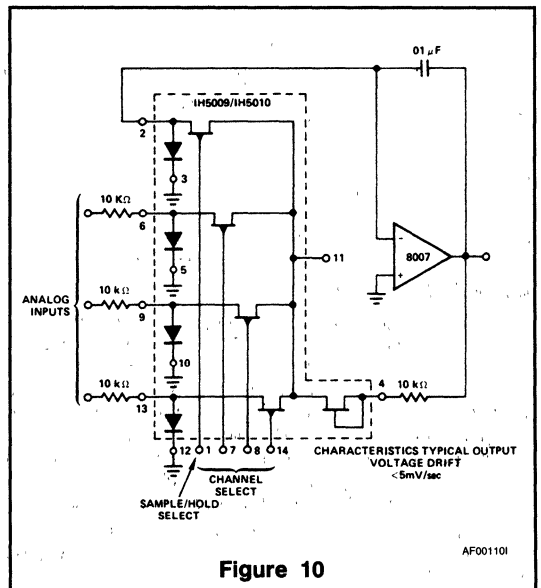 01 µF
IH5009/IH5010
2
3
10 KΩ
6
5
11
8007
-
+
ANALOG
INPUTS
10 kΩ
9
10
10 kΩ
13
4
10 kΩ
12
1
7
8
14
CHARACTERISTICS TYPICAL OUTPUT
VOLTAGE DRIFT
<5mV/sec
CHANNEL
SELECT
SAMPLE/HOLD
SELECT
AF00110I
Figure 10